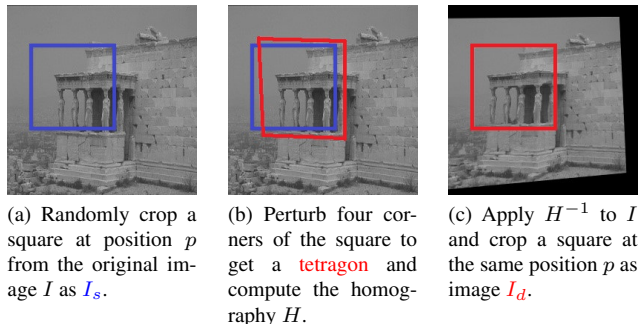 (a) Randomly crop a
square at position p
from the original im-
age I as I_s.
(b) Perturb four cor-
ners of the square to
get a tetragon and
compute the homog-
raphy H.
(c) Apply H^{-1} to I
and crop a square at
the same position p as
image I_d.